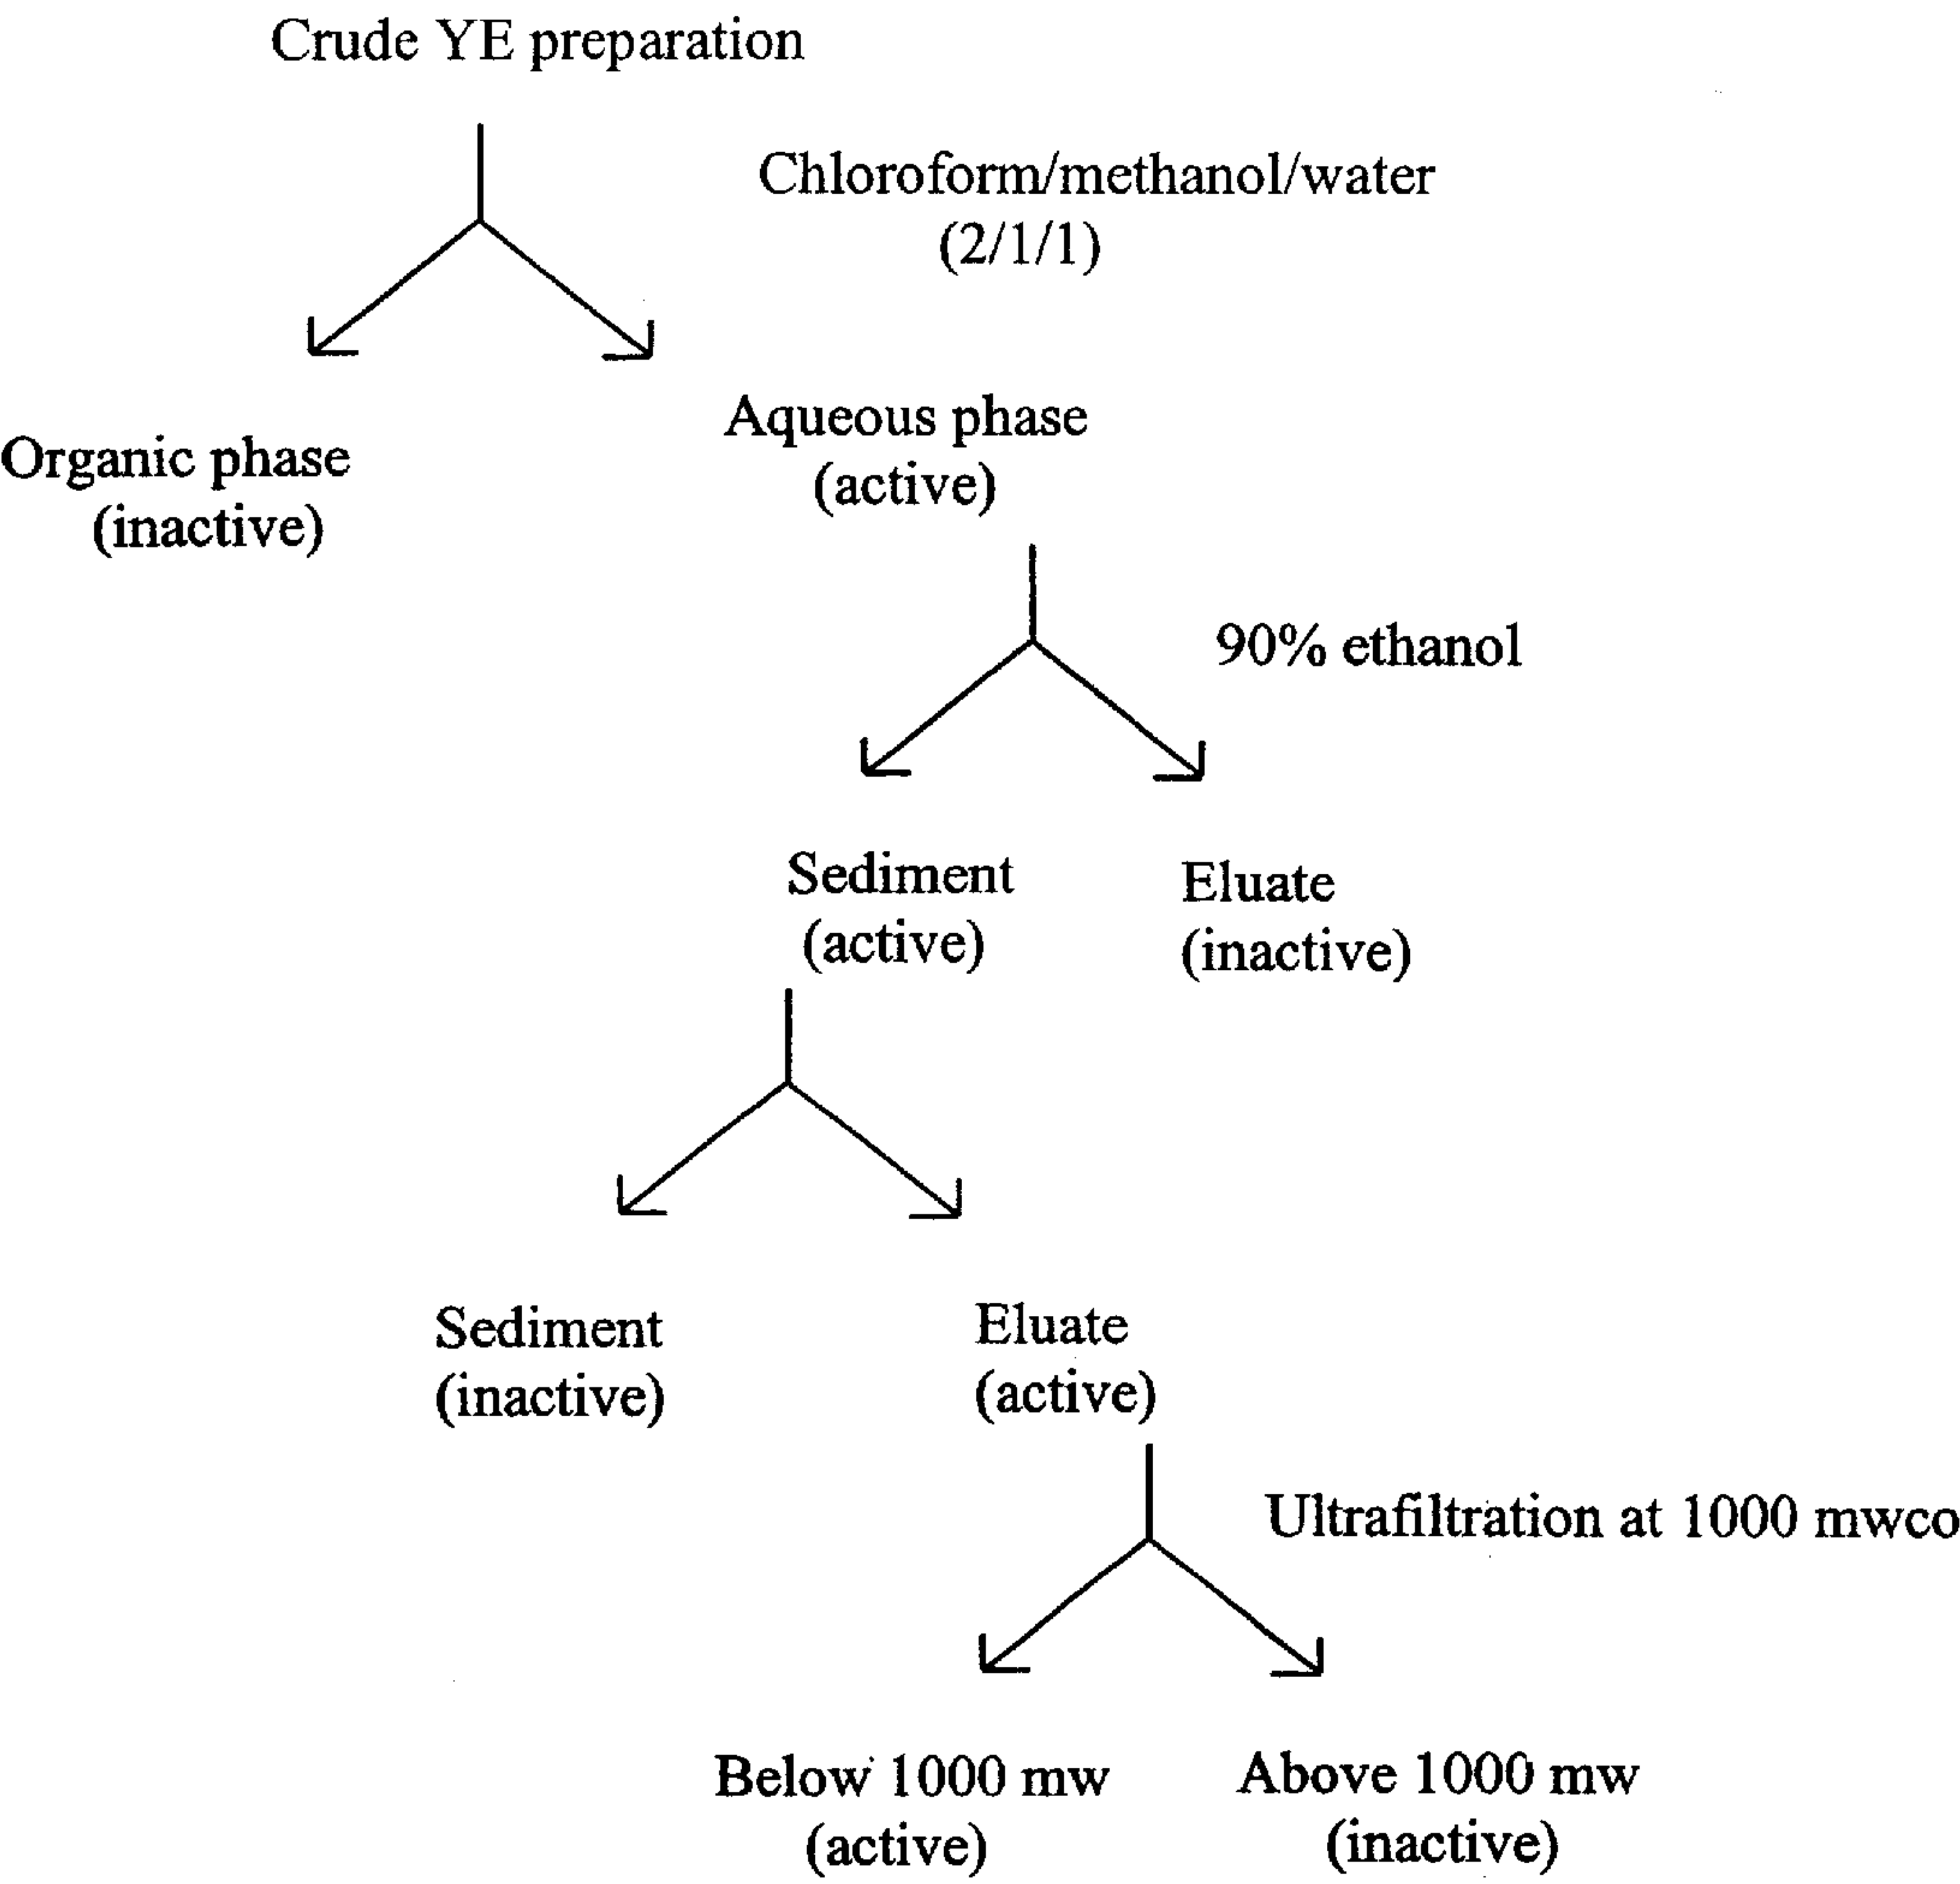 Crude YE preparation
Chloroform/methanol/water
(2/1/1)
Organic phase
(inactive)
Aqueous phase
(active)
90% ethanol
Sediment
(active)
Eluate
(inactive)
Sediment
(inactive)
Eluate
(active)
Ultrafiltration at 1000 mwco
Below 1000 mw
(active)
Above 1000 mw
(inactive)